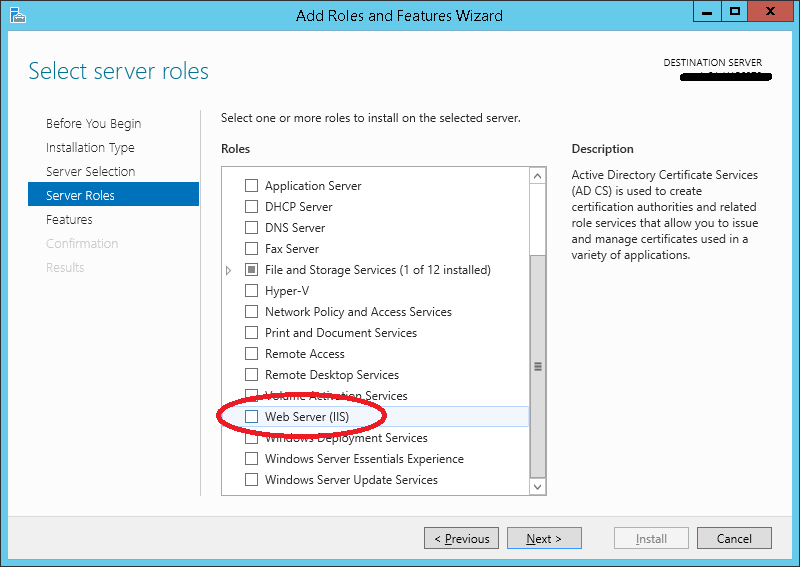 Add Roles and Features Wizard
Select server roles
DESTINATION SERVER
Before You Begin
Installation Type
Server Selection
Server Roles
Features
Confirmation
Results
Select one or more roles to install on the selected server.
Roles
Application Server
DHCP Server
DNS Server
Fax Server
File and Storage Services (1 of 12 installed)
Hyper-V
Network Policy and Access Services
Print and Document Services
Remote Access
Remote Desktop Services
Volume Activation Services
Web Server (IIS)
Windows Deployment Services
Windows Server Essentials Experience
Windows Server Update Services
Description
Active Directory Certificate Services
(AD CS) is used to create
certification authorities and related
role services that allow you to issue
and manage certificates used in a
variety of applications.
< Previous
Next >
Install
Cancel